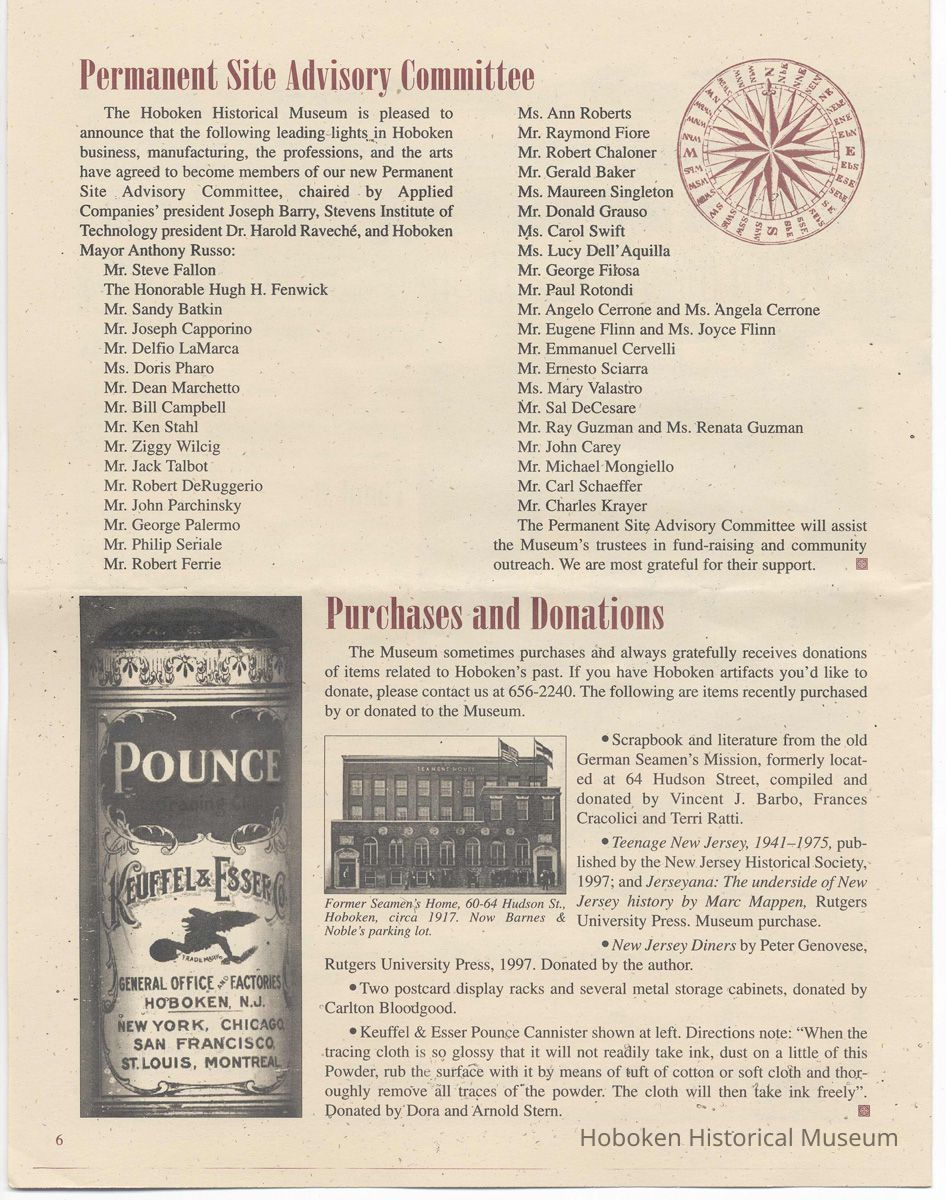 Permanent Site Advisory Committee
The Hoboken Historical Museum is pleased to
announce that the following leading lights in Hoboken
business, manufacturing, the professions, and the arts
have agreed to become members of our new Permanent
Site Advisory Committee, chaired by Applied
Companies' president Joseph Barry, Stevens Institute of
Technology president Dr. Harold Raveché, and Hoboken
Mayor Anthony Russo:
Mr. Steve Fallon
The Honorable Hugh H. Fenwick
Mr. Sandy Batkin
Mr. Joseph Capporino
Mr. Delfio LaMarca
Ms. Doris Pharo
Mr. Dean Marchetto
Mr. Bill Campbell
Mr. Ken Stahl
Mr. Ziggy Wilcig
Mr. Jack Talbot
Mr. Robert DeRuggerio
Mr. John Parchinsky
Mr. George Palermo
Mr. Philip Seriale
Mr. Robert Ferrie
Ms. Ann Roberts
Mr. Raymond Fiore
Mr. Robert Chaloner
Mr. Gerald Baker
Ms. Maureen Singleton
Mr. Donald Grauso
Ms. Carol Swift
Ms. Lucy Dell'Aquilla
Mr. George Filosa
Mr. Paul Rotondi
Mr. Angelo Cerrone and Ms. Angela Cerrone
Mr. Eugene Flinn and Ms. Joyce Flinn
Mr. Emmanuel Cervelli
Mr. Ernesto Sciarra
Ms. Mary Valastro
Mr. Sal DeCesare
Mr. Ray Guzman and Ms. Renata Guzman
Mr. John Carey
Mr. Michael Mongiello
Mr. Carl Schaeffer
Mr. Charles Krayer
The Permanent Site Advisory Committee will assist
the Museum's trustees in fund-raising and community
outreach. We are most grateful for their support.
N
E
S
W
POUNCE
KEUFFEL & ESSER CO.
TRADE MARK
GENERAL OFFICE AND FACTORIES
HOBOKEN, N.J.
NEW YORK, CHICAGO,
SAN FRANCISCO,
ST. LOUIS, MONTREAL
Purchases and Donations
The Museum sometimes purchases and always gratefully receives donations
of items related to Hoboken's past. If you have Hoboken artifacts you'd like to
donate, please contact us at 656-2240. The following are items recently purchased
by or donated to the Museum.
SEAMENS HOUSE
Former Seamen's Home, 60-64 Hudson St.,
Hoboken, circa 1917. Now Barnes &
Noble's parking lot.
•Scrapbook and literature from the old
German Seamen's Mission, formerly locat-
ed at 64 Hudson Street, compiled and
donated by Vincent J. Barbo, Frances
Cracolici and Terri Ratti.
•Teenage New Jersey, 1941–1975, pub-
lished by the New Jersey Historical Society,
1997; and Jerseyana: The underside of New
Jersey history by Marc Mappen, Rutgers
University Press. Museum purchase.
•New Jersey Diners by Peter Genovese,
Rutgers University Press, 1997. Donated by the author.
•Two postcard display racks and several metal storage cabinets, donated by
Carlton Bloodgood.
•Keuffel & Esser Pounce Cannister shown at left. Directions note: "When the
tracing cloth is so glossy that it will not readily take ink, dust on a little of this
Powder, rub the surface with it by means of tuft of cotton or soft cloth and thor-
oughly remove all traces of the powder. The cloth will then take ink freely".
Donated by Dora and Arnold Stern.
6
Hoboken Historical Museum